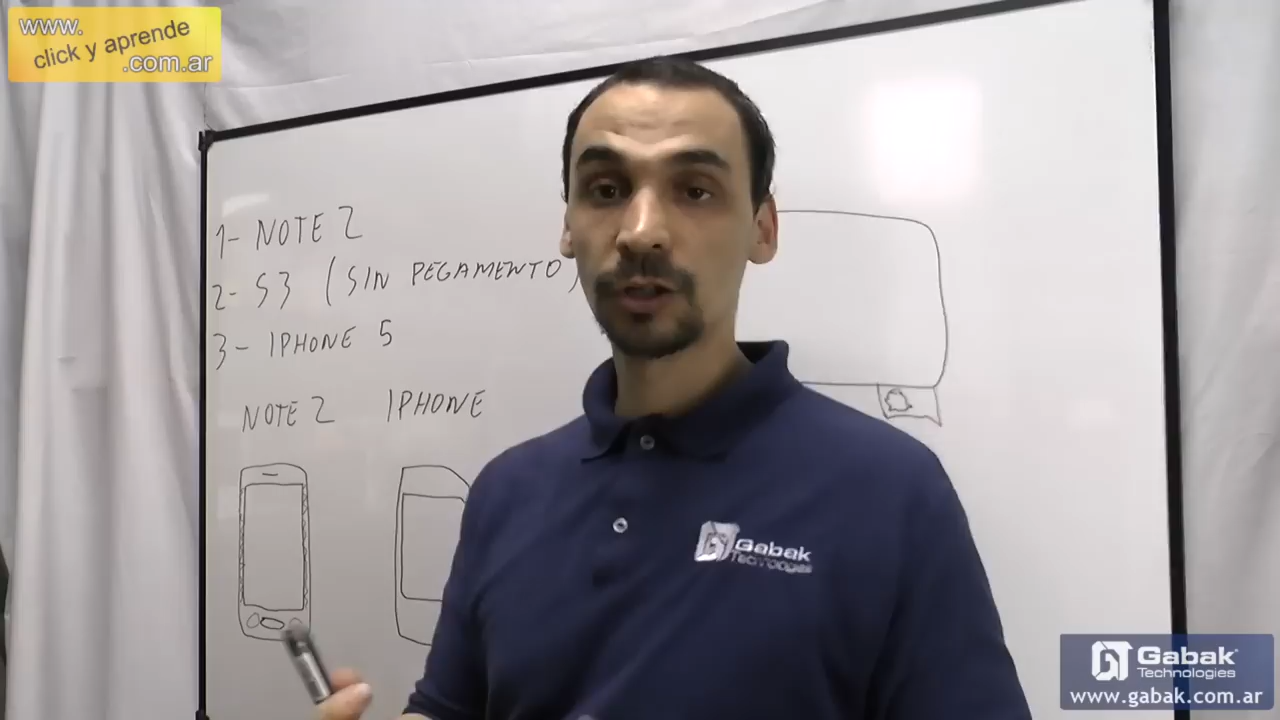 www.
click y aprende
.com.ar
1- NOTE 2
2- S3 (SIN PEGAMENTO)
3- IPHONE 5
NOTE 2 IPHONE
Gabak
Tecnologies
Gabak
Technologies
www.gabak.com.ar